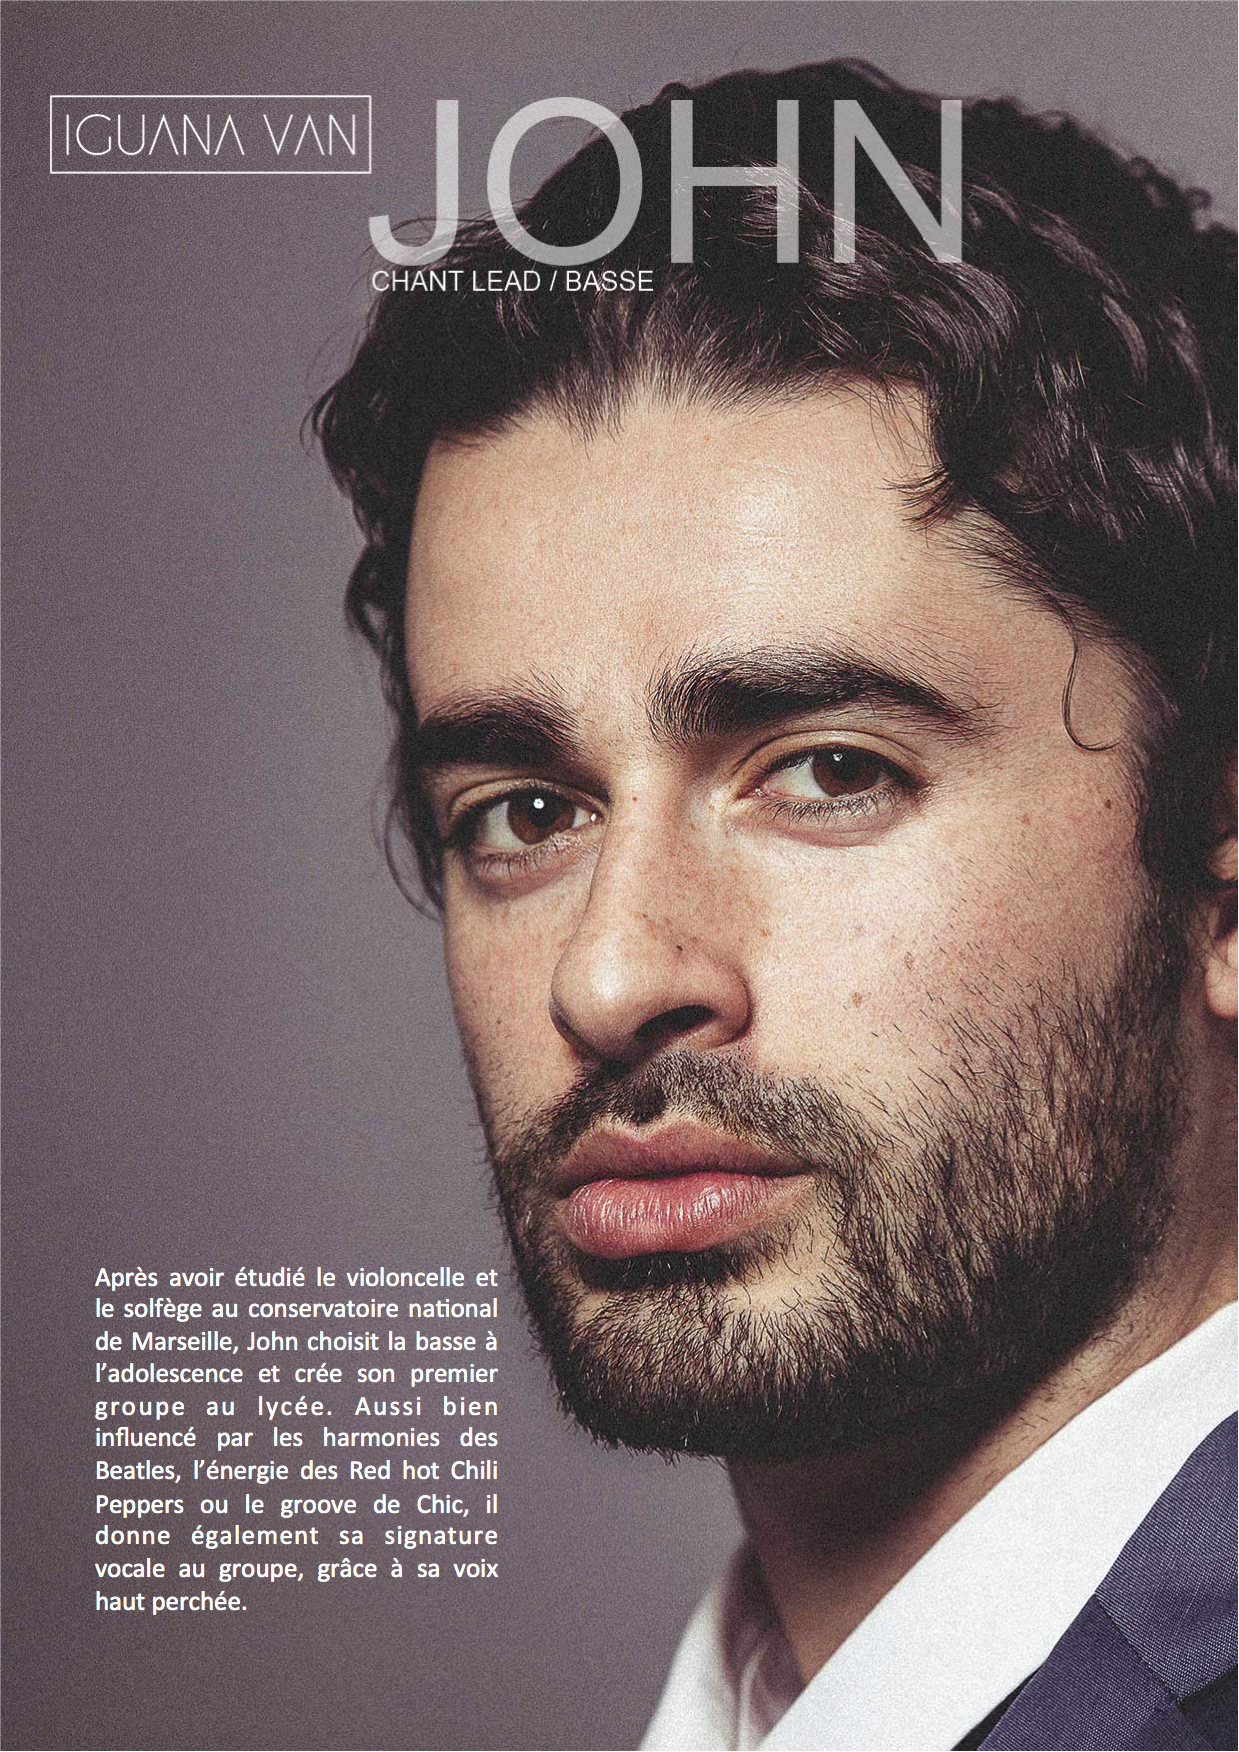 IGUANA VAN
JOHN
CHANT LEAD / BASSE
Après avoir étudié le violoncelle et
le solfège au conservatoire national
de Marseille, John choisit la basse à
l’adolescence et crée son premier
groupe au lycée. Aussi bien
influencé par les harmonies des
Beatles, l’énergie des Red hot Chili
Peppers ou le groove de Chic, il
donne également sa signature
vocale au groupe, grâce à sa voix
haut perchée.